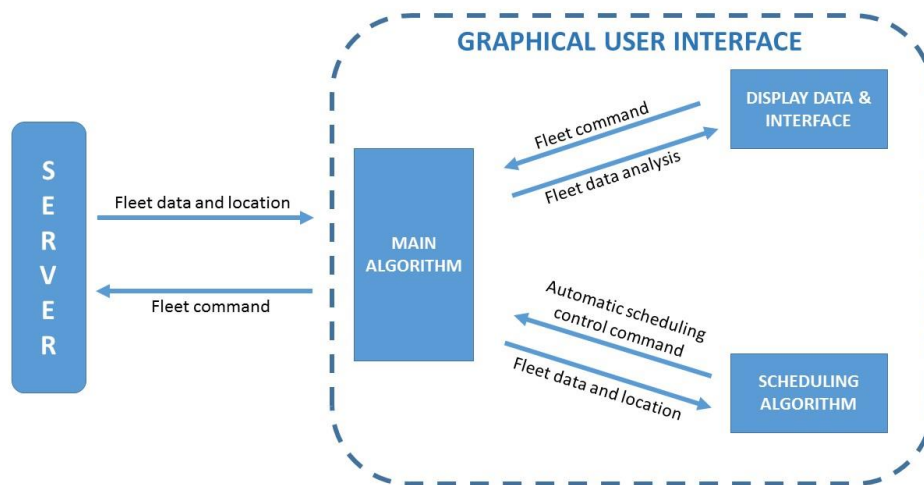 GRAPHICAL USER INTERFACE
SERVER
Fleet data and location
Fleet command
MAIN
ALGORITHM
Fleet command
Fleet data analysis
DISPLAY DATA &
INTERFACE
Automatic scheduling
control command
Fleet data and location
SCHEDULING
ALGORITHM